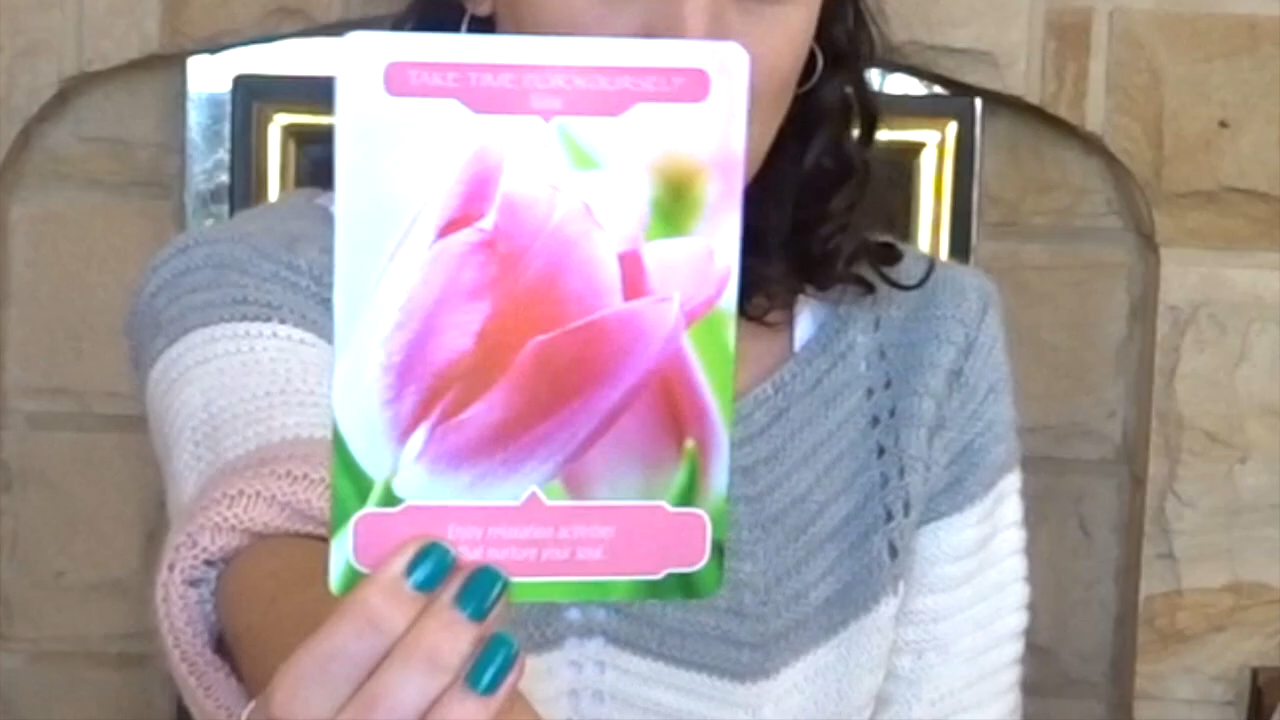 TAKE TIME FOR YOURSELF
Enjoy relaxation activities
that nurture your soul.